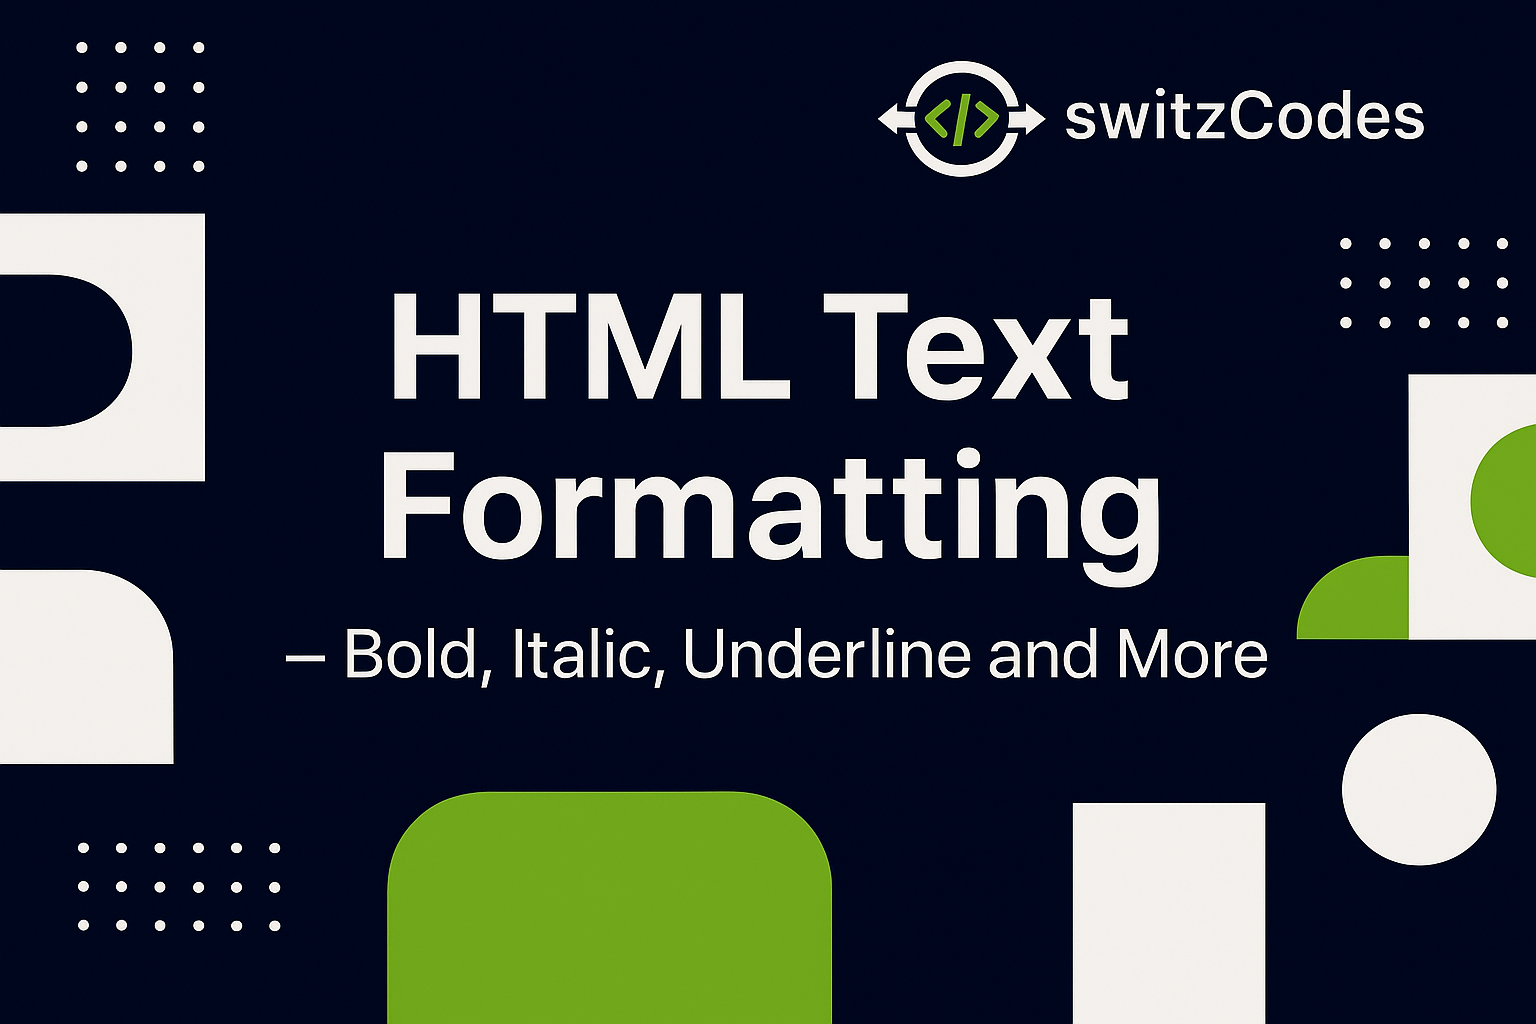 </> switzCodes
HTML Text
Formatting
– Bold, Italic, Underline and More